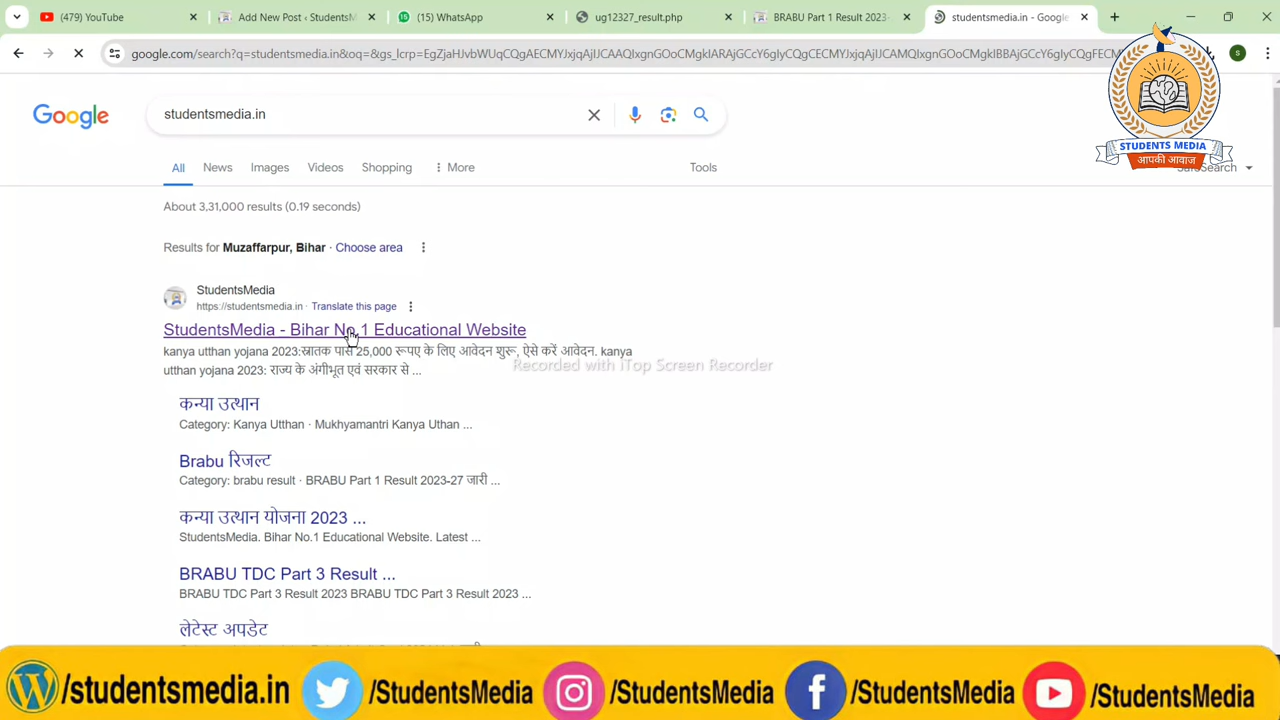 (479) YouTube
Add New Post ‹ StudentsM
(15) WhatsApp
ug12327_result.php
BRABU Part 1 Result 2023-
studentsmedia.in - Google
google.com/search?q=studentsmedia.in&oq=&gs_lcrp=
S
STUDENTS MEDIA
आपकी आवाज
Google
studentsmedia.in
All
News
Images
Videos
Shopping
More
Tools
SafeSearch
About 3,31,000 results (0.19 seconds)
Results for Muzaffarpur, Bihar · Choose area
StudentsMedia
https://studentsmedia.in · Translate this page
StudentsMedia - Bihar No.1 Educational Website
kanya utthan yojana 2023:स्नातक पास 25,000 रूपए के लिए आवेदन शुरू, ऐसे करें आवेदन. kanya
utthan yojana 2023: राज्य के अंगीभूत एवं सरकार से ...
Recorded with iTop Screen Recorder
कन्या उत्थान
Category: Kanya Utthan · Mukhyamantri Kanya Uthan ...
Brabu रिजल्ट
Category: brabu result · BRABU Part 1 Result 2023-27 जारी ...
कन्या उत्थान योजना 2023 ...
StudentsMedia. Bihar No.1 Educational Website. Latest ...
BRABU TDC Part 3 Result ...
BRABU TDC Part 3 Result 2023 BRABU TDC Part 3 Result 2023 ...
लेटेस्ट अपडेट
/studentsmedia.in
/StudentsMedia
/StudentsMedia
/StudentsMedia
/StudentsMedia